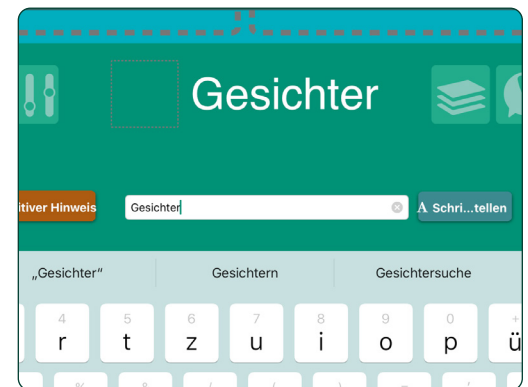 Gesichter
itiver Hinweis
Gesichter
A Schri...tellen
„Gesichter“
Gesichtern
Gesichtersuche
4 5 6 7 8 9 0 +
r t z u i o p ü
% & / ( ) = '